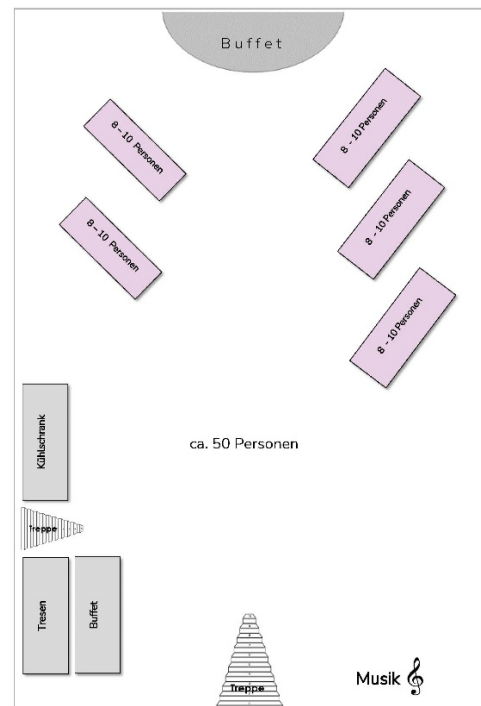 Buffet
8 – 10 Personen
8 - 10 Personen
8 – 10 Personen
8 - 10 Personen
8 - 10 Personen
Kühlschrank
ca. 50 Personen
Treppe
Tresen
Buffet
Treppe
Musik